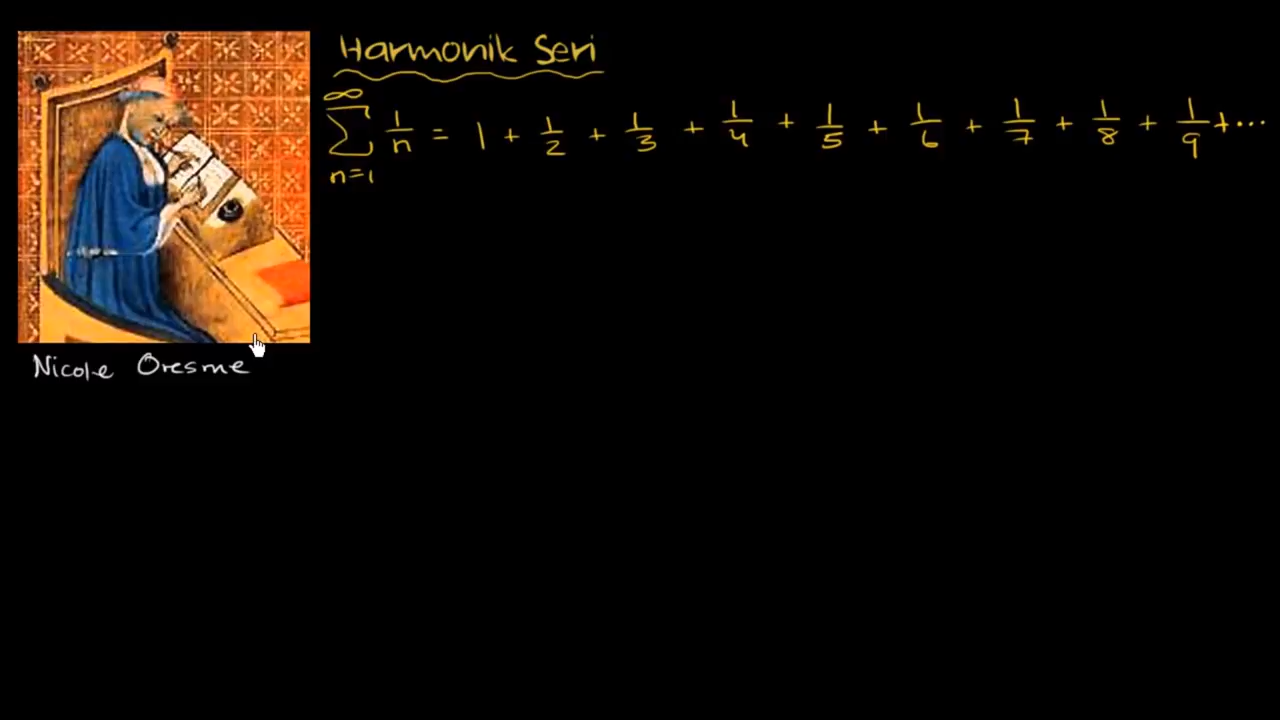 Harmonik Seri
∞
∑ 1/n = 1 + 1/2 + 1/3 + 1/4 + 1/5 + 1/6 + 1/7 + 1/8 + 1/9 + ...
n=1
Nicole Oresme